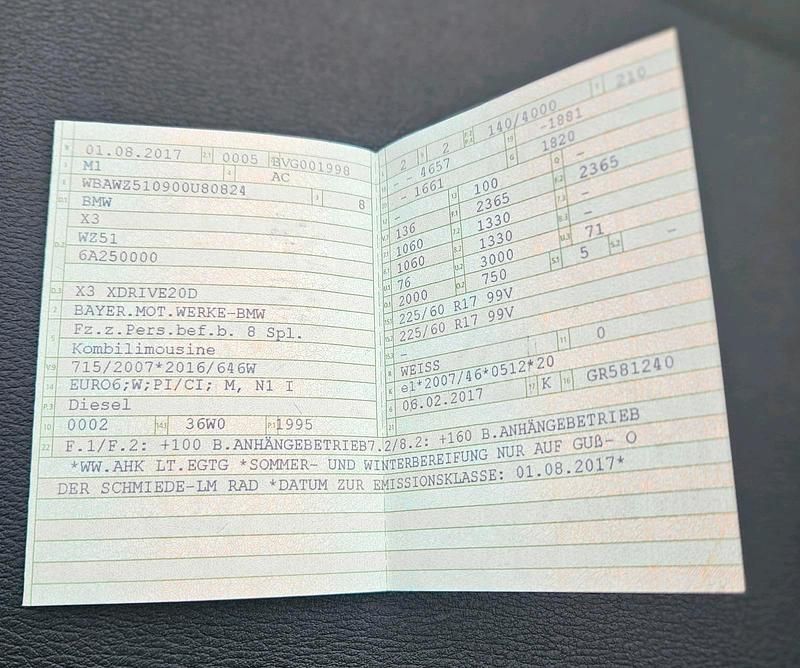 01.08.2017 0005 BVG001998
M1 AC
WBAWZ510900U80824 8
BMW
X3
WZ51
6A250000
X3 XDRIVE20D
BAYER.MOT.WERKE-BMW
Fz.z.Pers.bef.b. 8 Spl.
Kombilimousine
715/2007*2016/646W
EURO6;W;PI/CI; M, N1 I
Diesel
0002 36W0 1995
2 2 140/4000 210
- - 4657 -1881
- 1661 1820
- 100 -
136 2365 2365
1060 1330 -
1060 1330 -
76 3000 71
2000 750 5 -
225/60 R17 99V
225/60 R17 99V
-
WEISS 0
e1*2007/46*0512*20
06.02.2017 K GR581240
F.1/F.2: +100 B.ANHÄNGEBETRIEB7.2/8.2: +160 B.ANHÄNGEBETRIEB
*WW.AHK LT.EGTG *SOMMER- UND WINTERBEREIFUNG NUR AUF GUß- O
DER SCHMIEDE-LM RAD *DATUM ZUR EMISSIONSKLASSE: 01.08.2017*